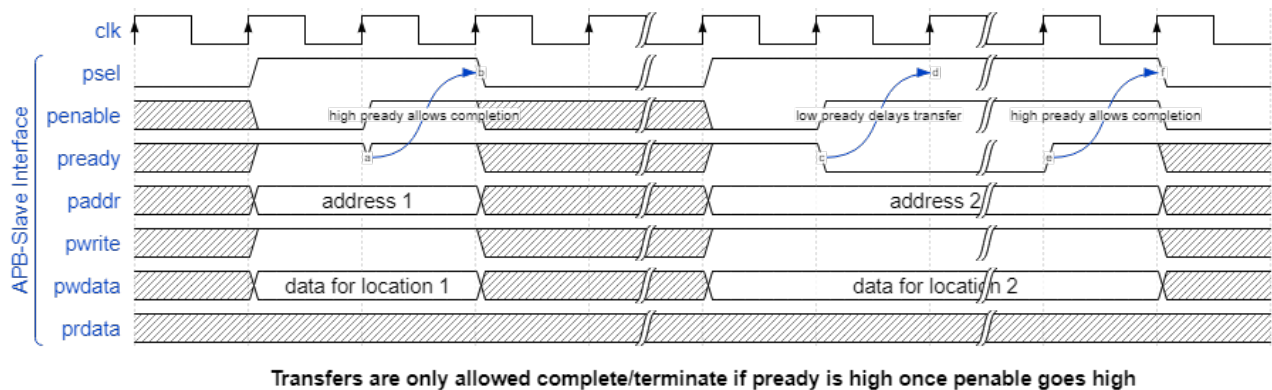 clk
psel
b
d
f
penable
high pready allows completion
low pready delays transfer
high pready allows completion
pready
a
c
e
paddr
address 1
address 2
pwrite
pwdata
data for location 1
data for location 2
prdata
APB-Slave Interface
Transfers are only allowed complete/terminate if pready is high once penable goes high